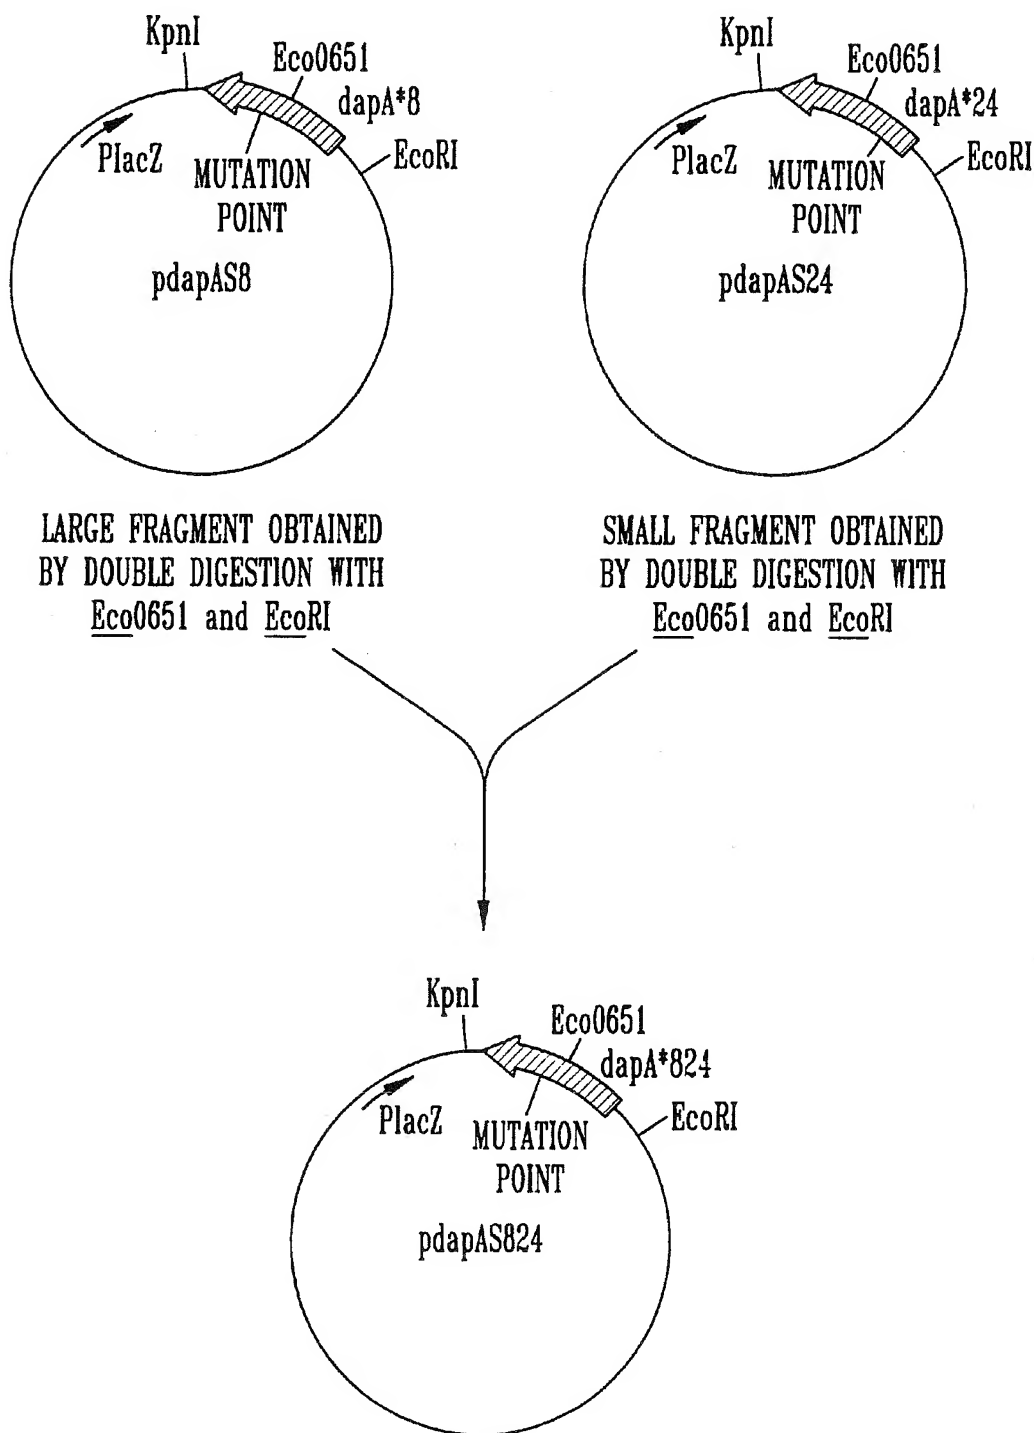 KpnI
Eco0651
dapA*8
EcoRI
PlacZ
MUTATION
POINT
pdapAS8
KpnI
Eco0651
dapA*24
EcoRI
PlacZ
MUTATION
POINT
pdapAS24
LARGE FRAGMENT OBTAINED
BY DOUBLE DIGESTION WITH
Eco0651 and EcoRI
SMALL FRAGMENT OBTAINED
BY DOUBLE DIGESTION WITH
Eco0651 and EcoRI
KpnI
Eco0651
dapA*824
EcoRI
PlacZ
MUTATION
POINT
pdapAS824